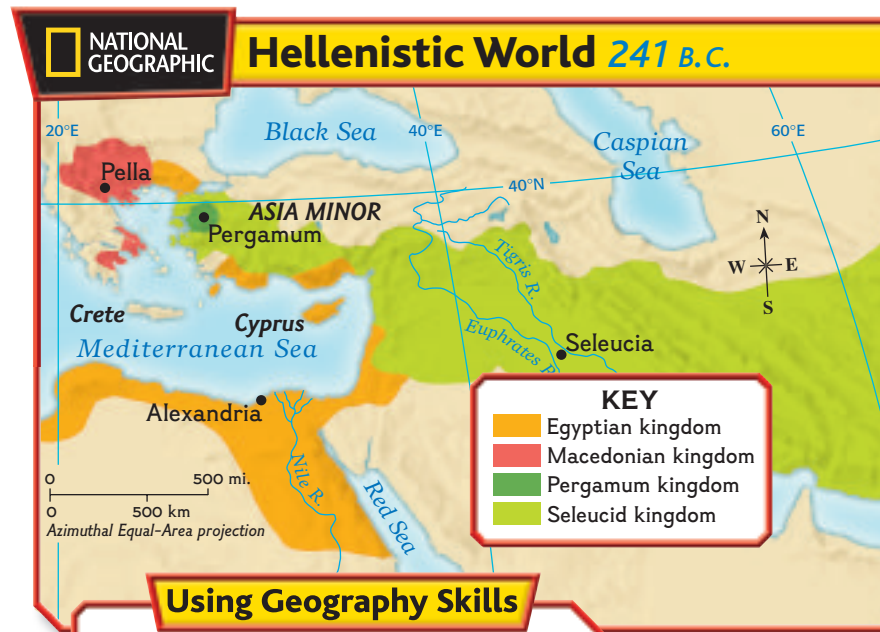 NATIONAL
GEOGRAPHIC
Hellenistic World 241 B.C.
20°E
Black Sea
40°E
Caspian
Sea
60°E
Pella
40°N
ASIA MINOR
Pergamum
N
W E
S
Tigris R.
Crete
Cyprus
Mediterranean Sea
Euphrates R.
Seleucia
Alexandria
Nile R.
Red Sea
KEY
Egyptian kingdom
Macedonian kingdom
Pergamum kingdom
Seleucid kingdom
0 500 mi.
0 500 km
Azimuthal Equal-Area projection
Using Geography Skills